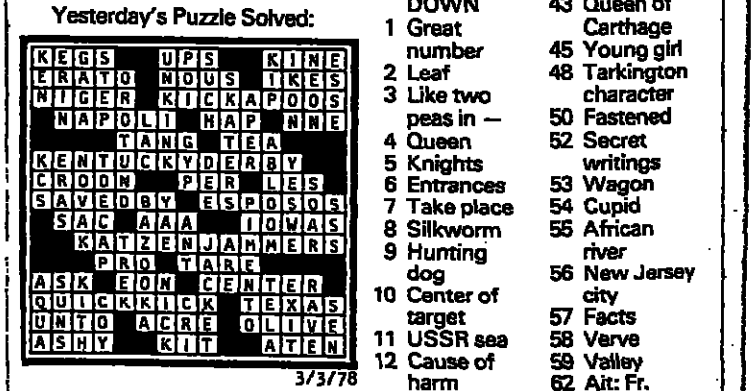 Yesterday's Puzzle Solved:
KEGS UPS KINE
ERATO NOUS IKES
NIGER KICKAPOOS
NAPOLI HAP NNE
TANG TEA
KENTUCKYDERBY
CROON PER LES
SAVEDBY ESPOSOS
SAC AAA IOWAS
KATZENJAMMERS
PRO TARE
ASK EON CENTER
QUICKKICK TEXAS
UNTO ACRE OLIVE
ASHY KIT ATEN
3/3/78
DOWN
1 Great
number
2 Leaf
3 Like two
peas in —
4 Queen
5 Knights
6 Entrances
7 Take place
8 Silkworm
9 Hunting
dog
10 Center of
target
11 USSR sea
12 Cause of
harm
43 Queen of
Carthage
45 Young girl
48 Tarkington
character
50 Fastened
52 Secret
writings
53 Wagon
54 Cupid
55 African
river
56 New Jersey
city
57 Facts
58 Verve
59 Valley
62 Ait: Fr.